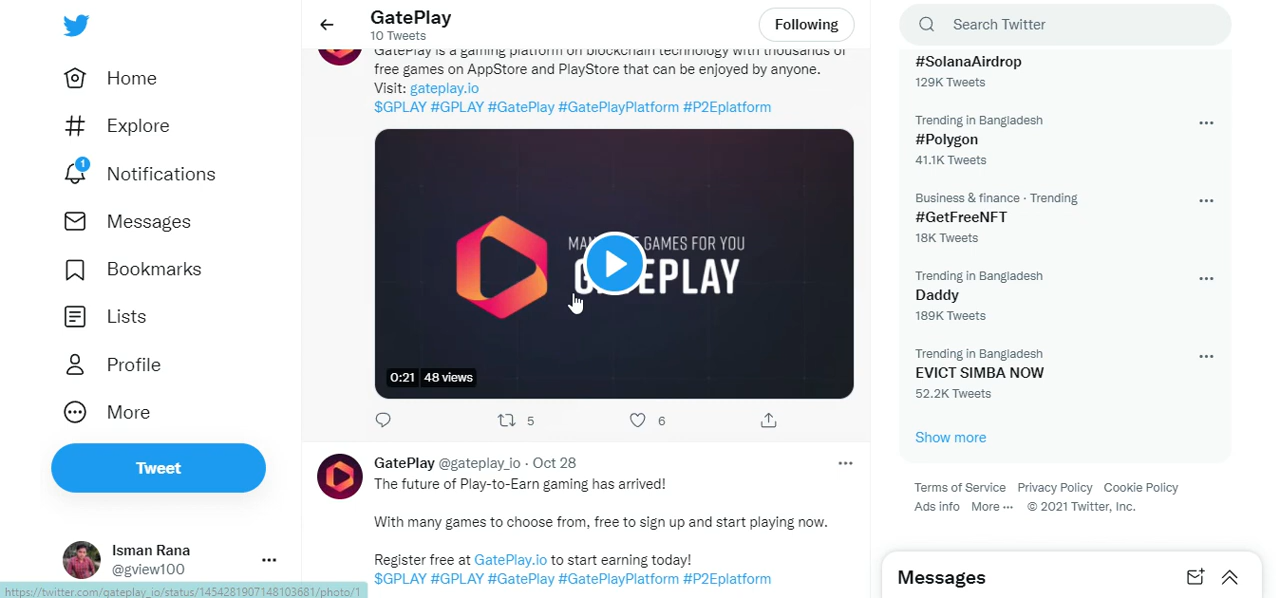 Home
Explore
1
Notifications
Messages
Bookmarks
Lists
Profile
More
Tweet
Isman Rana
@gview100
https://twitter.com/gateplay_io/status/1454281907148103681/photo/1
GatePlay
10 Tweets
Following
GatePlay is a gaming platform on blockchain technology with thousands of
free games on AppStore and PlayStore that can be enjoyed by anyone.
Visit: gateplay.io
$GPLAY #GPLAY #GatePlay #GatePlayPlatform #P2Eplatform
GAMES FOR YOU
0:21 48 views
5 6
GatePlay @gateplay_io · Oct 28
The future of Play-to-Earn gaming has arrived!
With many games to choose from, free to sign up and start playing now.
Register free at GatePlay.io to start earning today!
$GPLAY #GPLAY #GatePlay #GatePlayPlatform #P2Eplatform
Search Twitter
#SolanaAirdrop
129K Tweets
Trending in Bangladesh
#Polygon
41.1K Tweets
Business & finance · Trending
#GetFreeNFT
18K Tweets
Trending in Bangladesh
Daddy
189K Tweets
Trending in Bangladesh
EVICT SIMBA NOW
52.2K Tweets
Show more
Terms of Service Privacy Policy Cookie Policy
Ads info More ··· © 2021 Twitter, Inc.
Messages